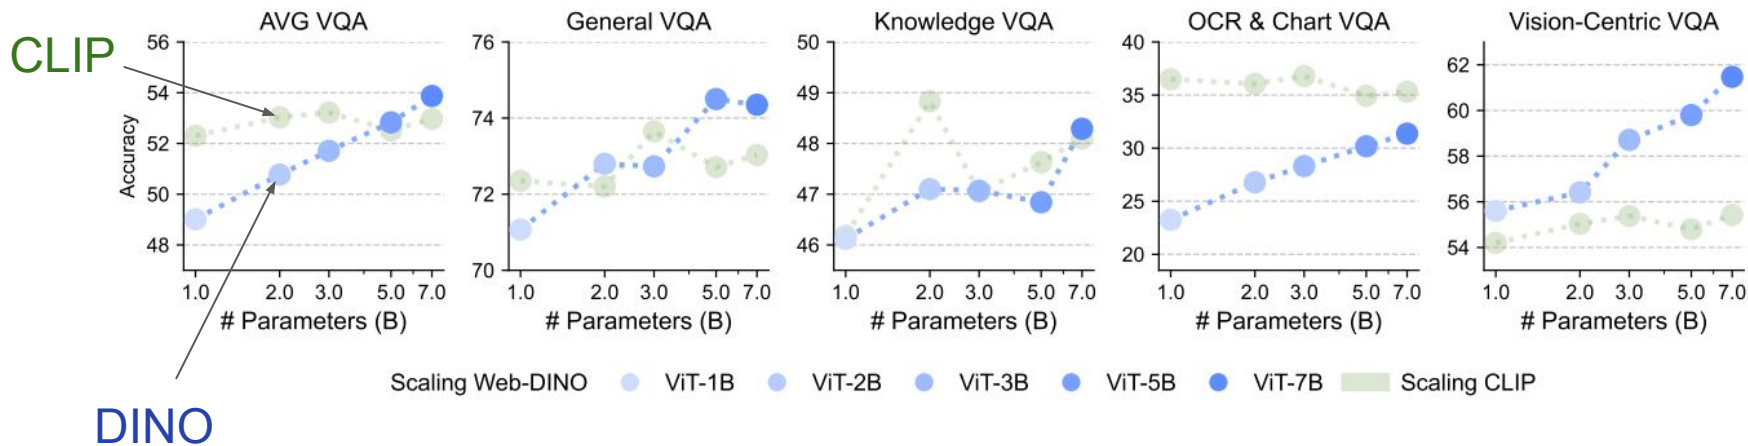 CLIP
DINO
AVG VQA
Accuracy
56
54
52
50
48
1.0 2.0 3.0 5.0 7.0
# Parameters (B)
General VQA
76
74
72
70
1.0 2.0 3.0 5.0 7.0
# Parameters (B)
Knowledge VQA
50
49
48
47
46
1.0 2.0 3.0 5.0 7.0
# Parameters (B)
OCR & Chart VQA
40
35
30
25
20
1.0 2.0 3.0 5.0 7.0
# Parameters (B)
Vision-Centric VQA
62
60
58
56
54
1.0 2.0 3.0 5.0 7.0
# Parameters (B)
Scaling Web-DINO ViT-1B ViT-2B ViT-3B ViT-5B ViT-7B Scaling CLIP